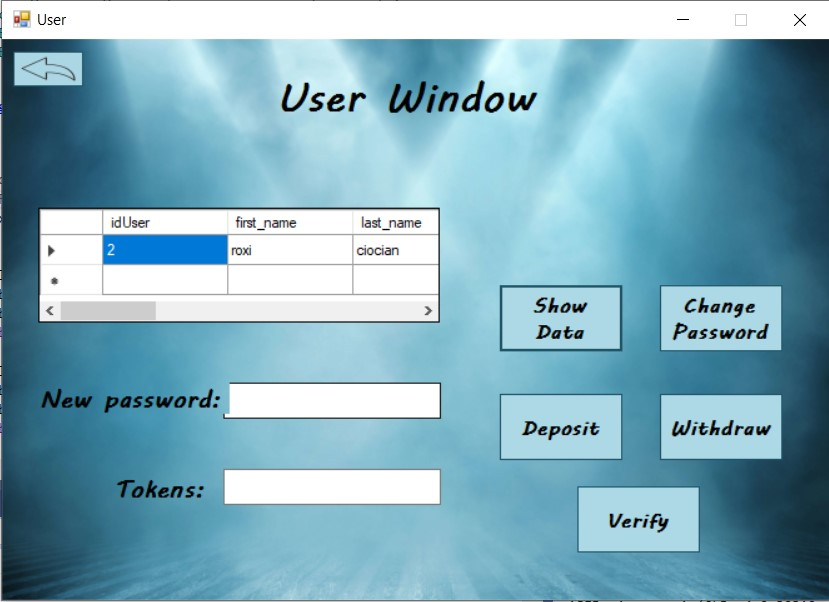 User
User Window
idUser first_name last_name
2 roxi ciocian
Show
Data
Change
Password
New password:
Deposit
Withdraw
Tokens:
Verify